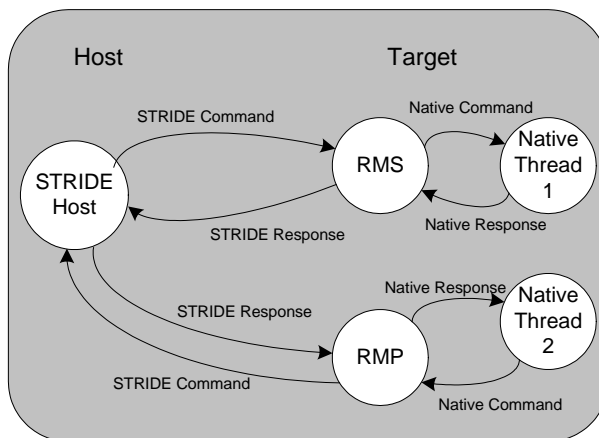 Host
Target
STRIDE Command
Native Command
STRIDE
Host
RMS
Native
Thread
1
STRIDE Response
Native Response
STRIDE Response
Native Response
RMP
Native
Thread
2
STRIDE Command
Native Command